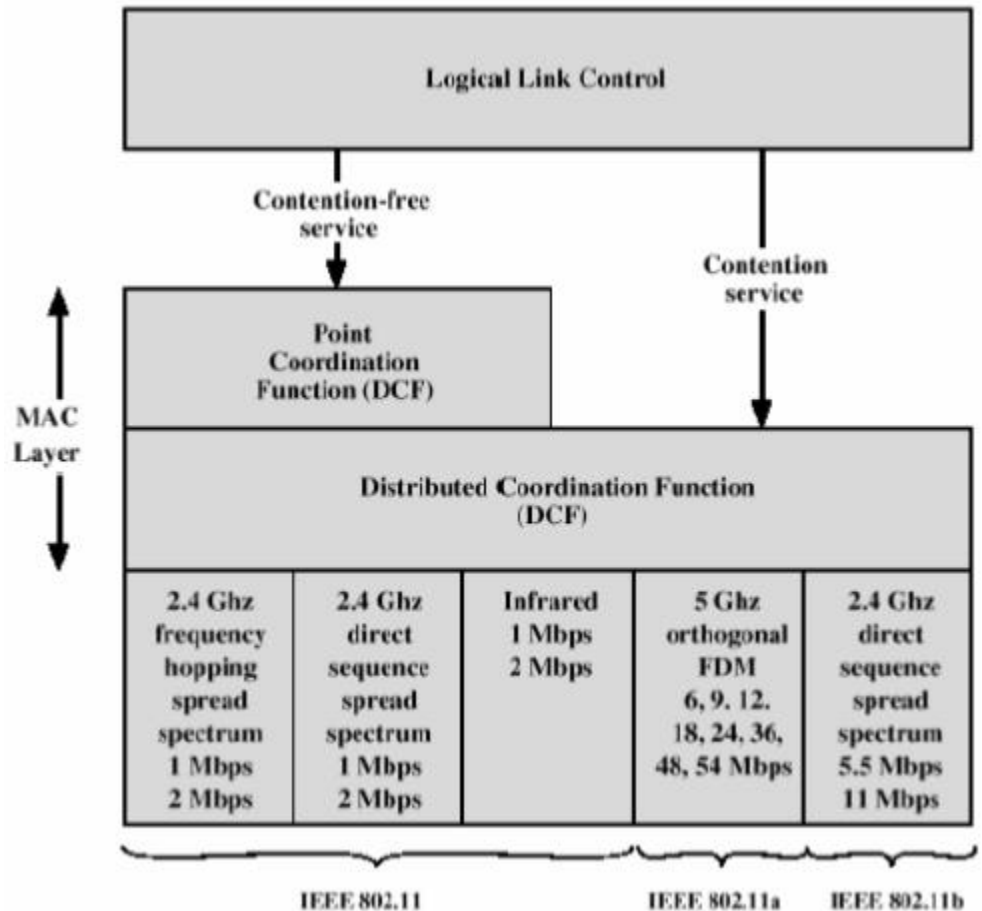 Logical Link Control
Contention-free
service
Contention
service
Point
Coordination
Function (DCF)
MAC
Layer
Distributed Coordination Function
(DCF)
2.4 Ghz
frequency
hopping
spread
spectrum
1 Mbps
2 Mbps
2.4 Ghz
direct
sequence
spread
spectrum
1 Mbps
2 Mbps
Infrared
1 Mbps
2 Mbps
5 Ghz
orthogonal
FDM
6, 9. 12.
18, 24, 36,
48, 54 Mbps
2.4 Ghz
direct
sequence
spread
spectrum
5.5 Mbps
11 Mbps
IEEE 802.11
IEEE 802.11a
IEEE 802.11b